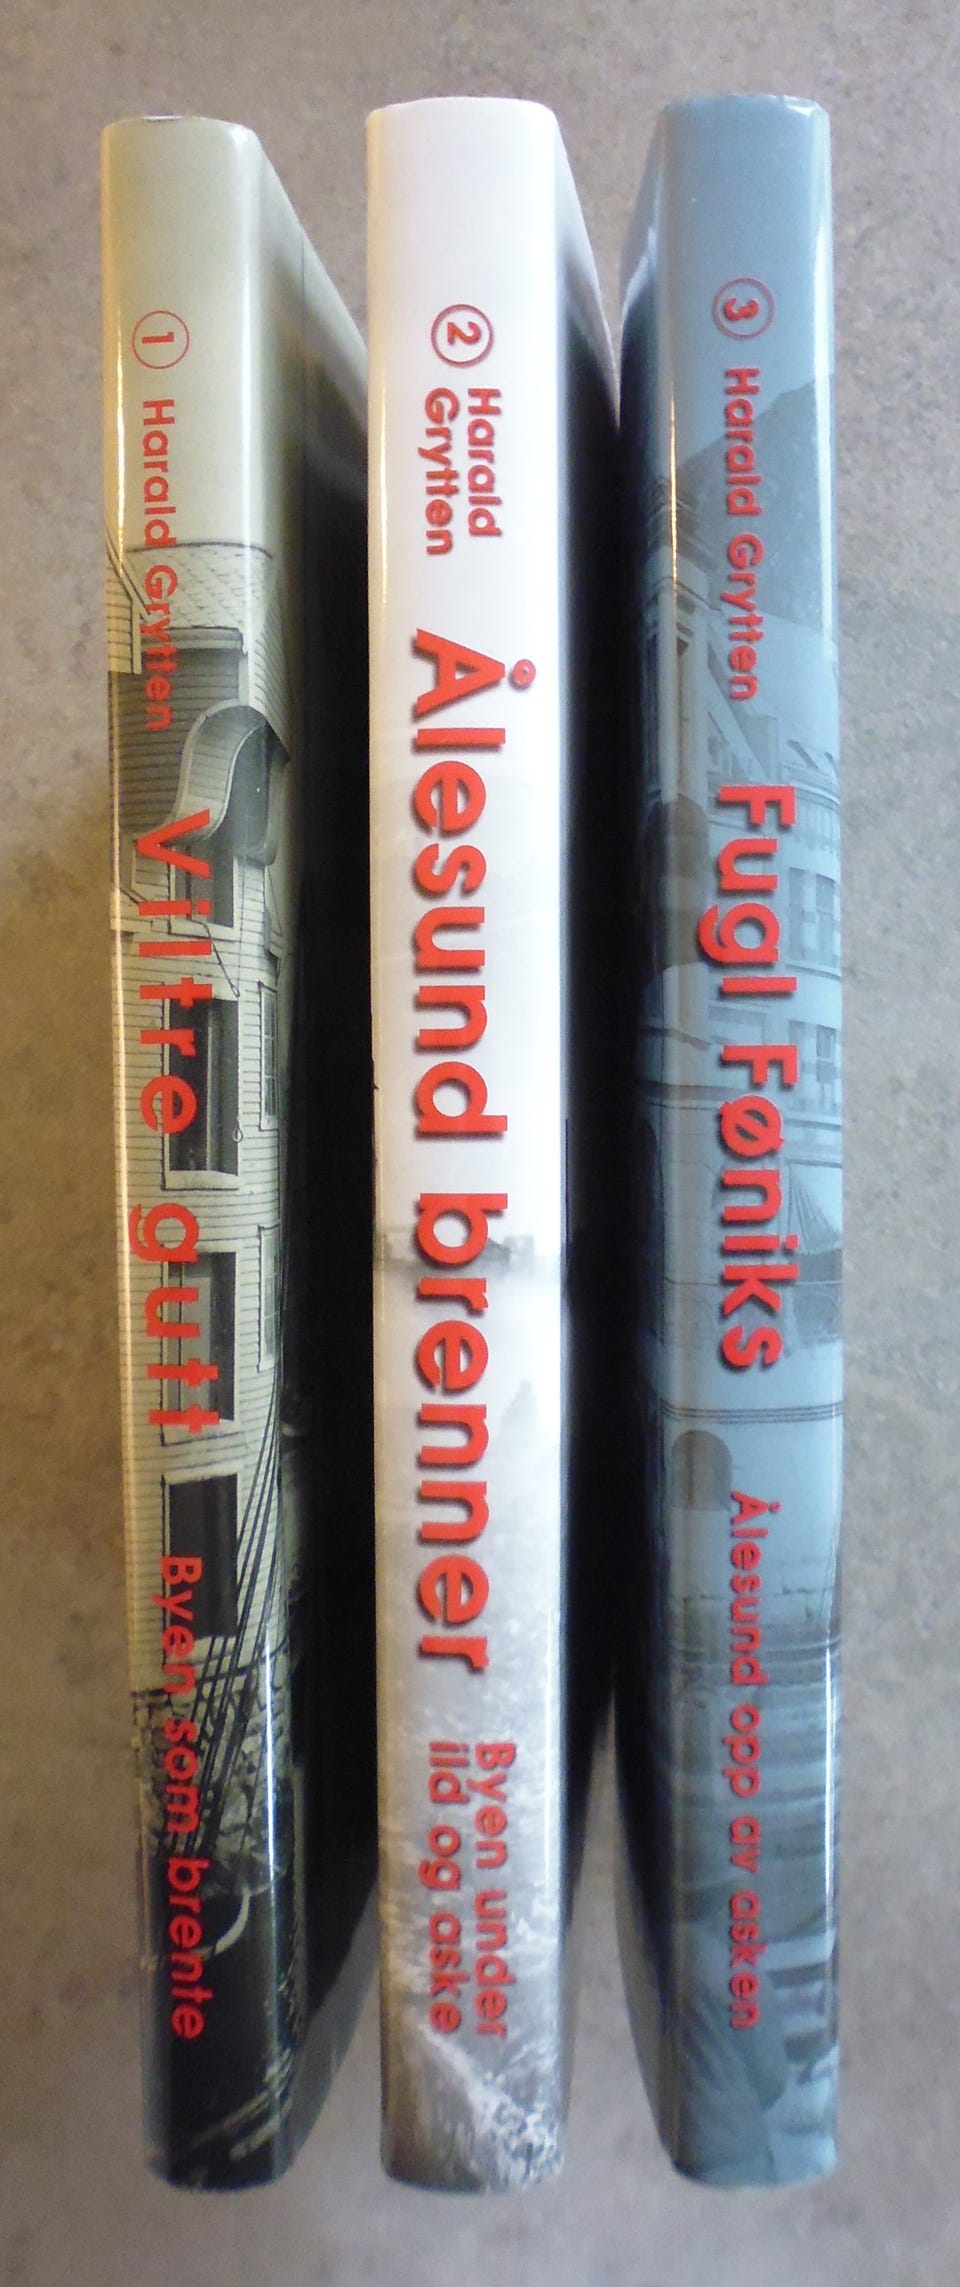 1 Harald Grytten Viltre gutt Byen som brente
2 Harald
Grytten
Ålesund brenner
Byen under
ild og aske
3 Harald Grytten Fugl Føniks Ålesund opp av asken